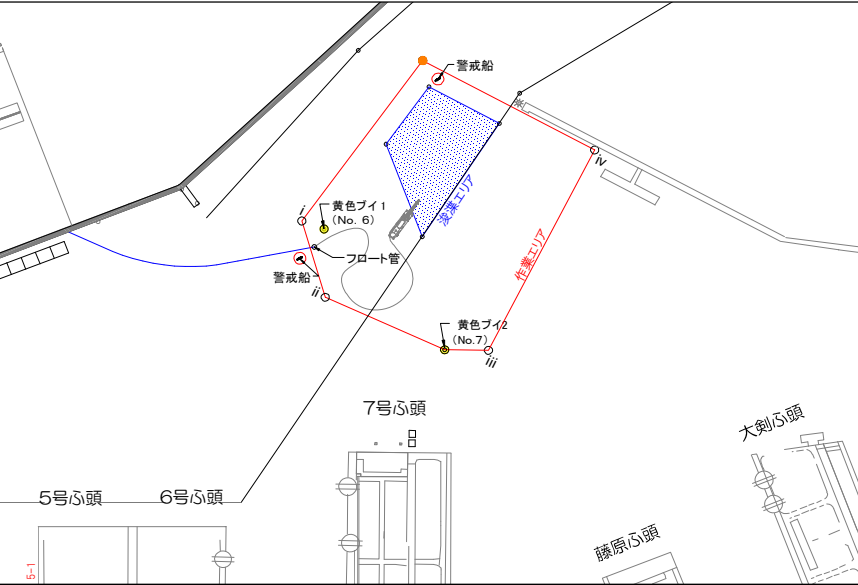 警戒船
iv
i
黄色ブイ1
(No. 6)
浚渫エリア
フロート管
警戒船
ii
作業エリア
黄色ブイ2
(No.7)
iii
7号ふ頭
大剣ふ頭
5号ふ頭
6号ふ頭
藤原ふ頭
5-1